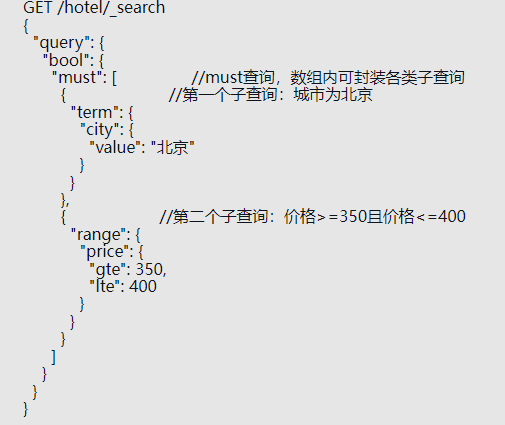 GET /hotel/_search
{
"query": {
"bool": {
"must": [ //must查询，数组内可封装各类子查询
{ //第一个子查询：城市为北京
"term": {
"city": {
"value": "北京"
}
}
},
{ //第二个子查询：价格>=350且价格<=400
"range": {
"price": {
"gte": 350,
"lte": 400
}
}
}
]
}
}
}